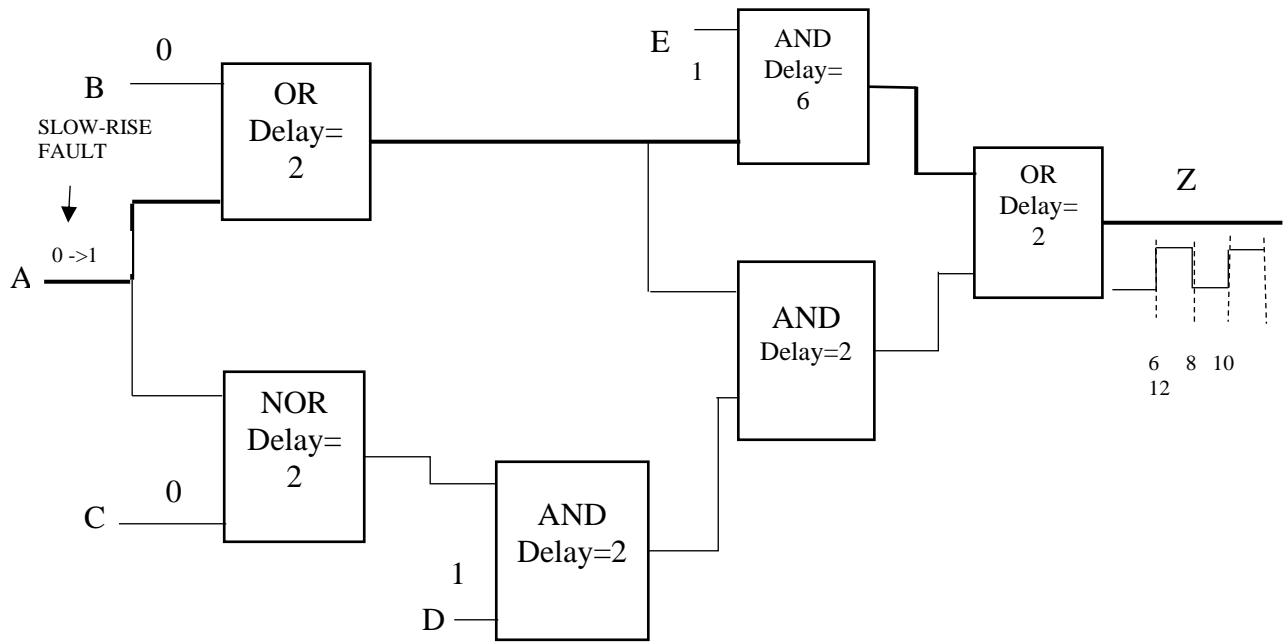 0
B
SLOW-RISE
FAULT
OR
Delay=
2
0 ->1
A
E
1
AND
Delay=
6
OR
Delay=
2
Z
6 8 10
12
AND
Delay=2
NOR
Delay=
2
0
C
AND
Delay=2
1
D